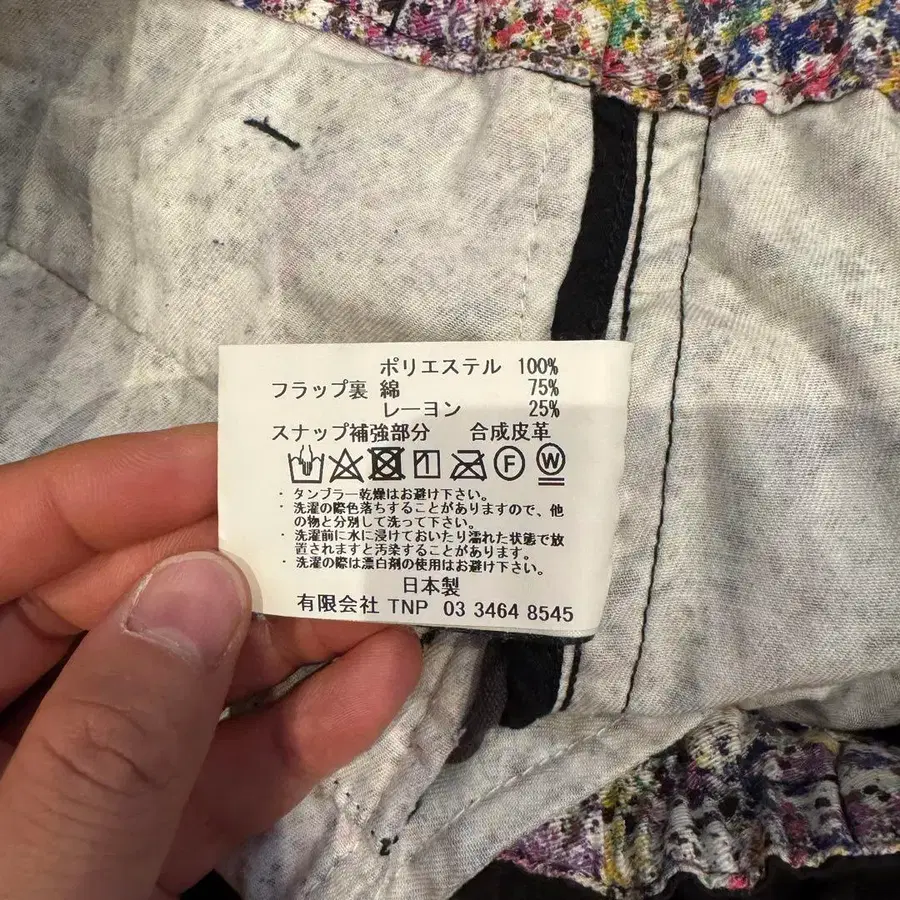 ポリエステル 100%
フラップ裏 綿 75%
レーヨン 25%
スナップ補強部分 合成皮革
F W
・タンブラー乾燥はお避け下さい。
・洗濯の際色落ちすることがありますので、他
の物と分別して洗って下さい。
・洗濯前に水に浸けておいたり濡れた状態で放
置されますと汚染することがあります。
・洗濯の際は漂白剤の使用はお避け下さい。
日本製
有限会社 TNP 03 3464 8545